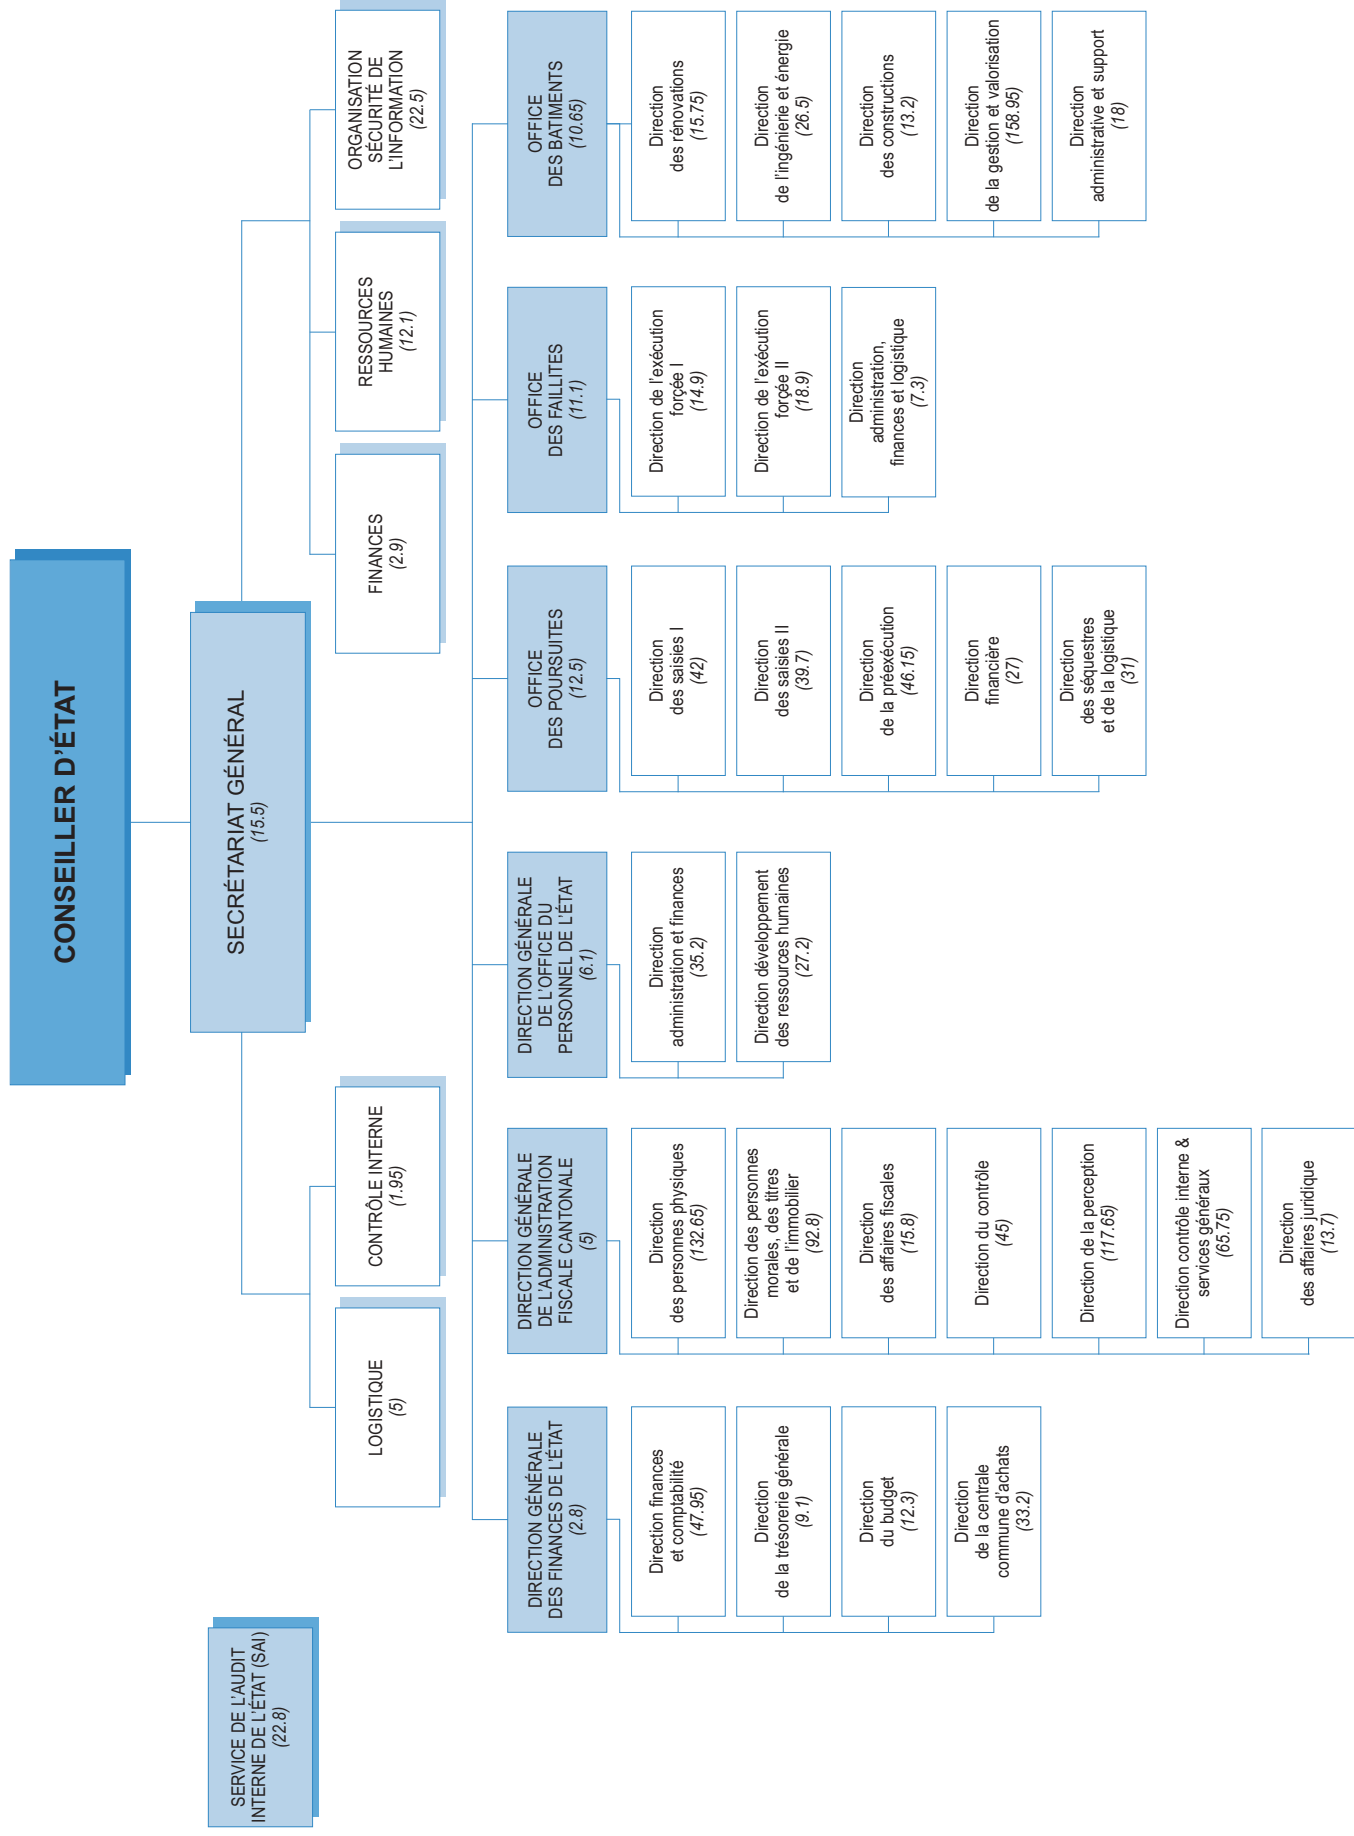 CONSEILLER D'ÉTAT
SERVICE DE L'AUDIT
INTERNE DE L'ÉTAT (SAI)
(22.8)
SECRÉTARIAT GÉNÉRAL
(15.5)
LOGISTIQUE
(5)
CONTRÔLE INTERNE
(1.95)
FINANCES
(2.9)
RESSOURCES
HUMAINES
(12.1)
ORGANISATION
SÉCURITÉ DE
L'INFORMATION
(22.5)
DIRECTION GÉNÉRALE
DES FINANCES DE L'ÉTAT
(2.8)
Direction finances
et comptabilité
(47.95)
Direction
de la trésorerie générale
(9.1)
Direction
du budget
(12.3)
Direction
de la centrale
commune d'achats
(33.2)
DIRECTION GÉNÉRALE
DE L'ADMINISTRATION
FISCALE CANTONALE
(5)
Direction
des personnes physiques
(132.65)
Direction des personnes
morales, des titres
et de l'immobilier
(92.8)
Direction
des affaires fiscales
(15.8)
Direction du contrôle
(45)
Direction de la perception
(117.65)
Direction contrôle interne &
services généraux
(65.75)
Direction
des affaires juridique
(13.7)
DIRECTION GÉNÉRALE
DE L'OFFICE DU
PERSONNEL DE L'ÉTAT
(6.1)
Direction
administration et finances
(35.2)
Direction développement
des ressources humaines
(27.2)
OFFICE
DES POURSUITES
(12.5)
Direction
des saisies I
(42)
Direction
des saisies II
(39.7)
Direction
de la préexécution
(46.15)
Direction
financière
(27)
Direction
des séquestres
et de la logistique
(31)
OFFICE
DES FAILLITES
(11.1)
Direction de l'exécution
forçée I
(14.9)
Direction de l'exécution
forçée II
(18.9)
Direction
administration,
finances et logistique
(7.3)
OFFICE
DES BATIMENTS
(10.65)
Direction
des rénovations
(15.75)
Direction
de l'ingénierie et énergie
(26.5)
Direction
des constructions
(13.2)
Direction
de la gestion et valorisation
(158.95)
Direction
administrative et support
(18)